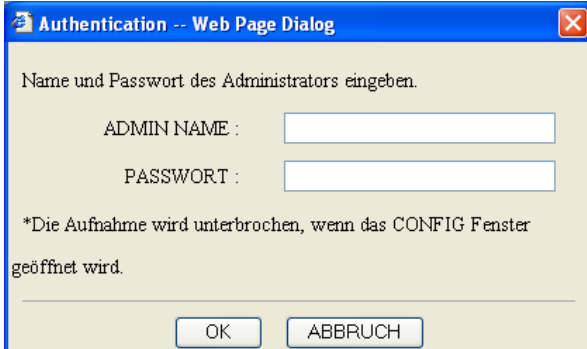 Authentication -- Web Page Dialog
Name und Passwort des Administrators eingeben.
ADMIN NAME :
PASSWORT :
*Die Aufnahme wird unterbrochen, wenn das CONFIG Fenster
geöffnet wird.
OK ABBRUCH